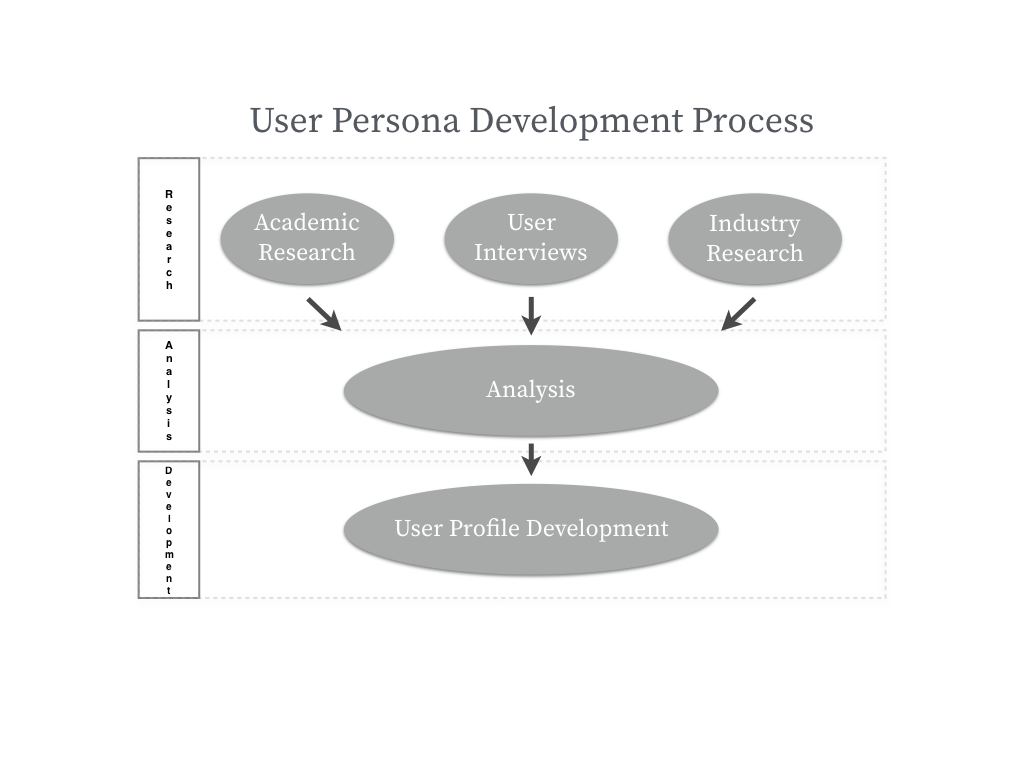 User Persona Development Process
Research
Academic
Research
User
Interviews
Industry
Research
Analysis
Analysis
Development
User Profile Development